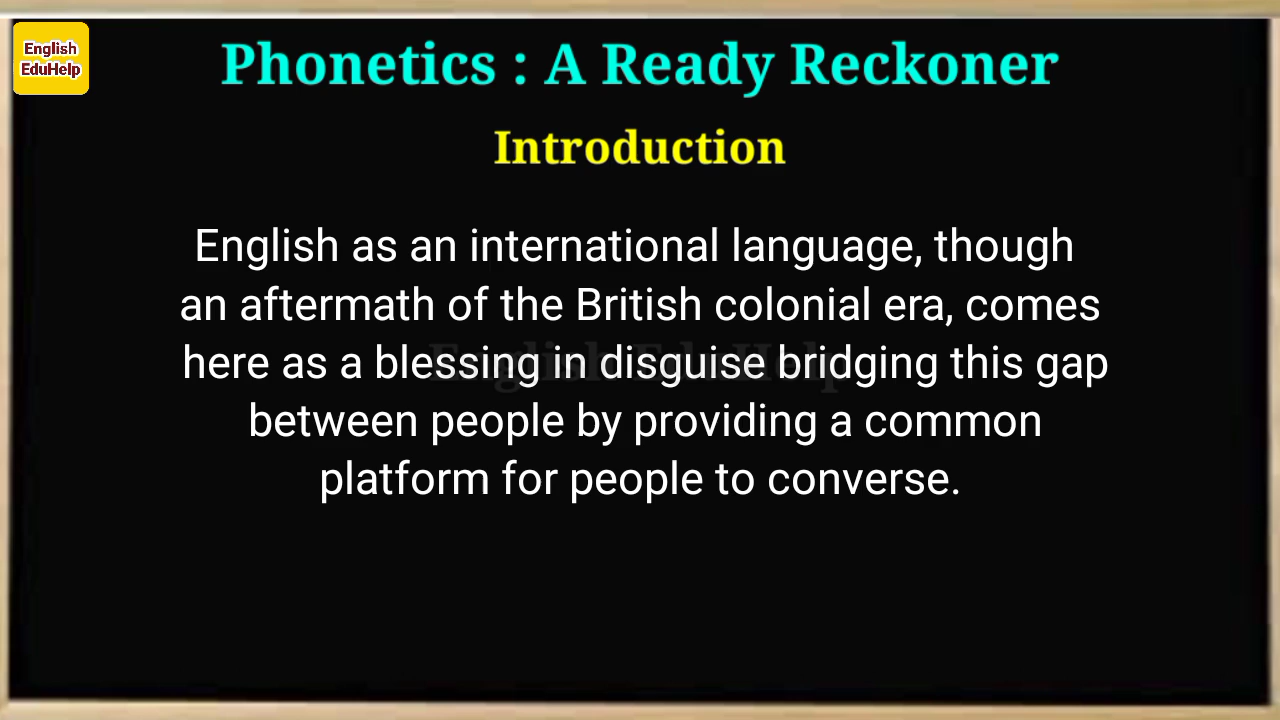 English
EduHelp
Phonetics : A Ready Reckoner
Introduction
English as an international language, though
an aftermath of the British colonial era, comes
here as a blessing in disguise bridging this gap
between people by providing a common
platform for people to converse.
English EduHelp